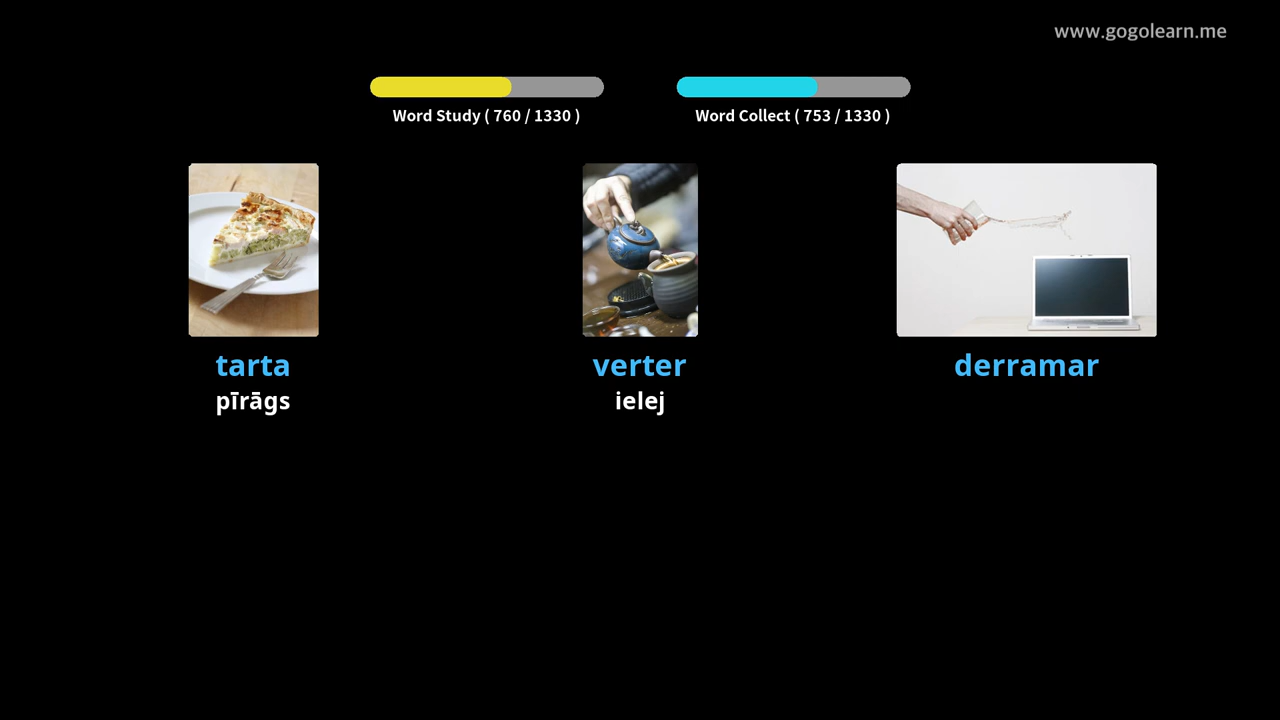 www.gogolearn.me
Word Study ( 760 / 1330 )
Word Collect ( 753 / 1330 )
tarta
verter
derramar
pīrāgs
ielej